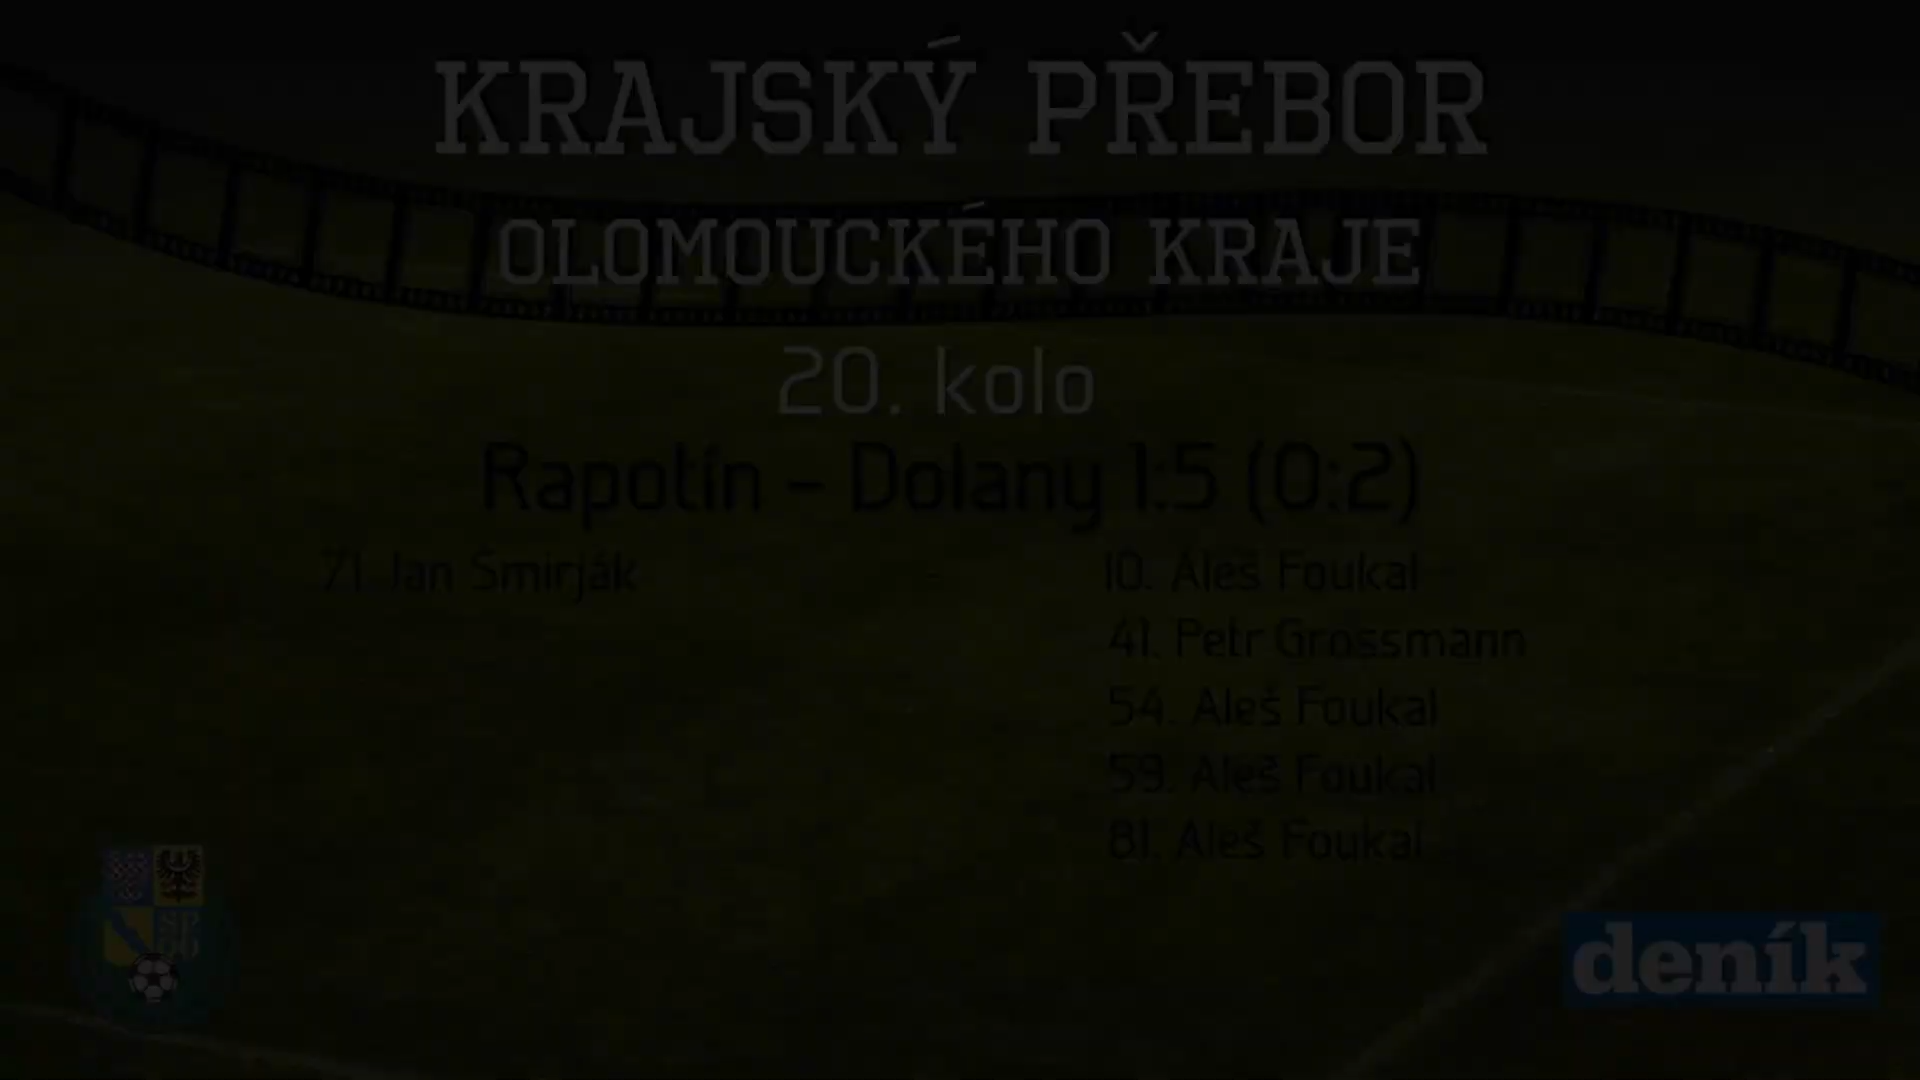 KRAJSKÝ PŘEBOR
OLOMOUCKÉHO KRAJE
20. kolo
Rapotín - Dolany 1:5 (0:2)
71. Jan Smirják
10. Aleš Foukal
41. Petr Grossmann
54. Aleš Foukal
59. Aleš Foukal
81. Aleš Foukal
deník